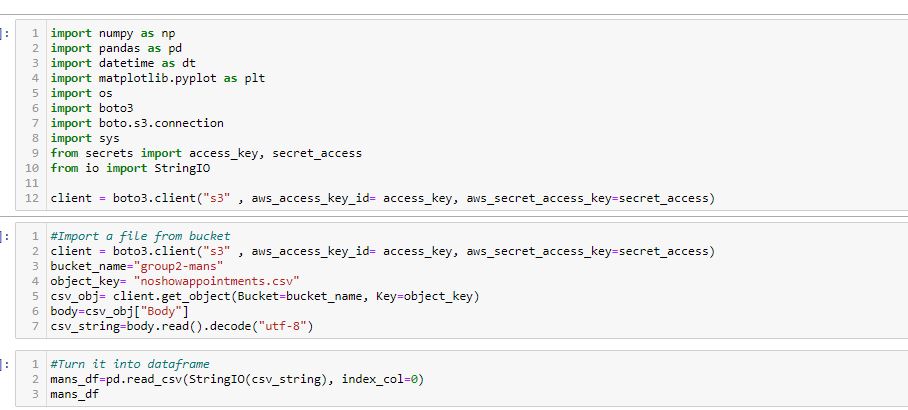 ]:
1 import numpy as np
2 import pandas as pd
3 import datetime as dt
4 import matplotlib.pyplot as plt
5 import os
6 import boto3
7 import boto.s3.connection
8 import sys
9 from secrets import access_key, secret_access
10 from io import StringIO
11
12 client = boto3.client("s3" , aws_access_key_id= access_key, aws_secret_access_key=secret_access)
]:
1 #Import a file from bucket
2 client = boto3.client("s3" , aws_access_key_id= access_key, aws_secret_access_key=secret_access)
3 bucket_name="group2-mans"
4 object_key= "noshowappointments.csv"
5 csv_obj= client.get_object(Bucket=bucket_name, Key=object_key)
6 body=csv_obj["Body"]
7 csv_string=body.read().decode("utf-8")
]:
1 #Turn it into dataframe
2 mans_df=pd.read_csv(StringIO(csv_string), index_col=0)
3 mans_df